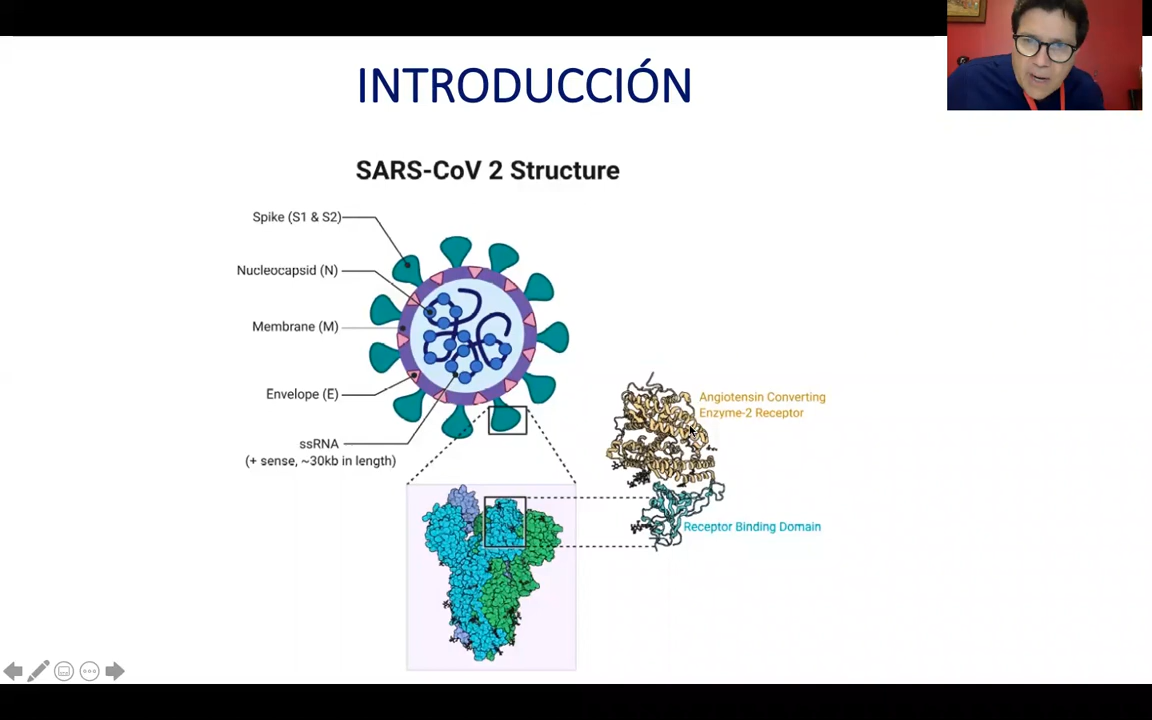 INTRODUCCIÓN
SARS-CoV 2 Structure
Spike (S1 & S2)
Nucleocapsid (N)
Membrane (M)
Envelope (E)
ssRNA
(+ sense, ~30kb in length)
Angiotensin Converting
Enzyme-2 Receptor
Receptor Binding Domain